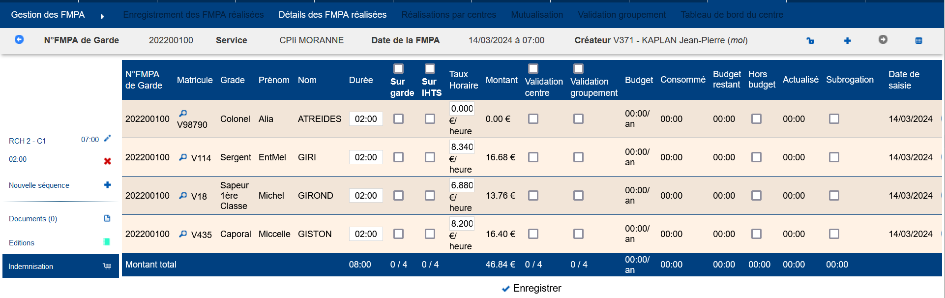 Gestion des FMPA Enregistrement des FMPA réalisées Détails des FMPA réalisées Réalisations par centres Mutualisation Validation groupement Tableau de bord du centre
N°FMPA de Garde 202200100 Service CPII MORANNE Date de la FMPA 14/03/2024 à 07:00 Créateur V371 - KAPLAN Jean-Pierre (moi)
RCH 2 - C1 07:00
02:00
Nouvelle séquence
Documents (0)
Editions
Indemnisation
N°FMPA de Garde Matricule Grade Prénom Nom Durée Sur garde Sur IHTS Taux Horaire Montant Validation centre Validation groupement Budget Consommé Budget restant Hors budget Actualisé Subrogation Date de saisie
202200100 V98790 Colonel Alia ATREIDES 02:00 0.000 €/ heure 0.00 € 00:00/ an 00:00 00:00 00:00 14/03/2024
202200100 V114 Sergent EntMel GIRI 02:00 8.340 €/ heure 16.68 € 00:00/ an 00:00 00:00 00:00 14/03/2024
202200100 V18 Sapeur 1ère Classe Michel GIROND 02:00 6.880 €/ heure 13.76 € 00:00/ an 00:00 00:00 00:00 14/03/2024
202200100 V435 Caporal Miccelle GISTON 02:00 8.200 €/ heure 16.40 € 00:00/ an 00:00 00:00 00:00 14/03/2024
Montant total 08:00 0 / 4 0 / 4 46.84 € 0 / 4 0 / 4 00:00/ an 00:00 00:00 00:00 00:00 00:00
Enregistrer